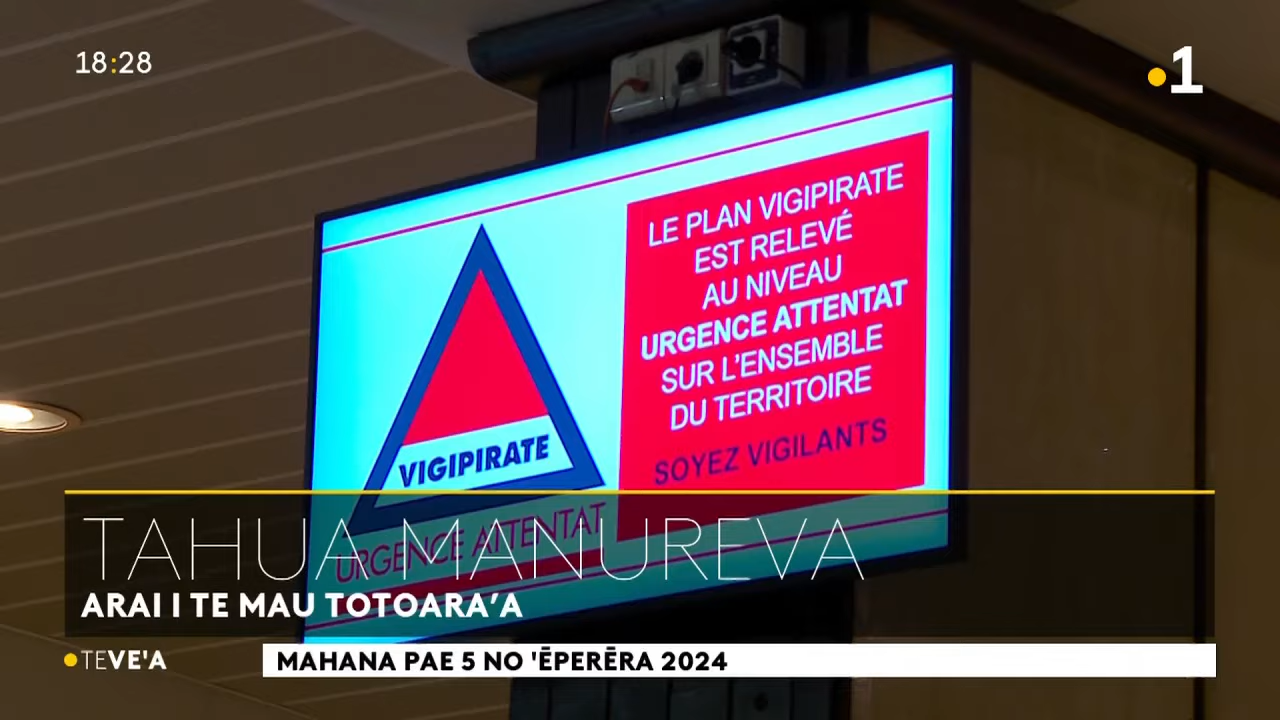 18:28
1
LE PLAN VIGIPIRATE
EST RELEVÉ
AU NIVEAU
URGENCE ATTENTAT
SUR L'ENSEMBLE
DU TERRITOIRE
SOYEZ VIGILANTS
VIGIPIRATE
URGENCE ATTENTAT
TAHUA MANUREVA
ARAI I TE MAU TOTOARA’A
TEVE'A
MAHANA PAE 5 NO 'ĒPERĒRA 2024